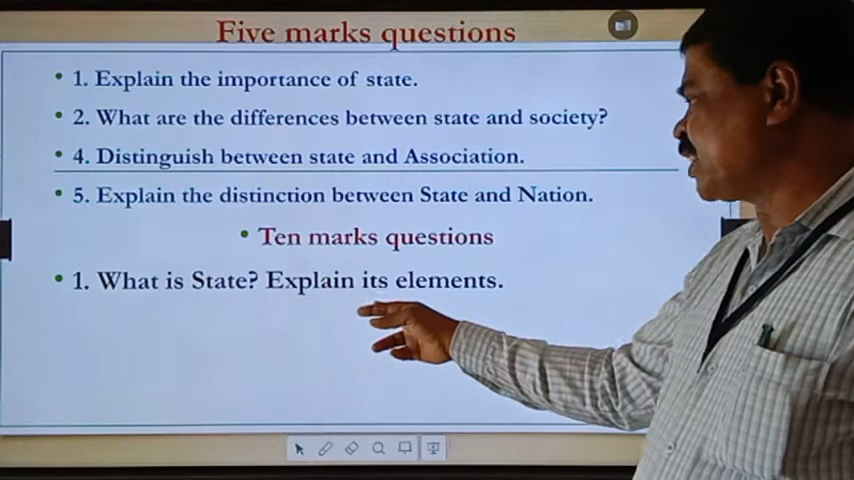 Five marks questions
• 1. Explain the importance of state.
• 2. What are the differences between state and society?
• 4. Distinguish between state and Association.
• 5. Explain the distinction between State and Nation.
• Ten marks questions
• 1. What is State? Explain its elements.